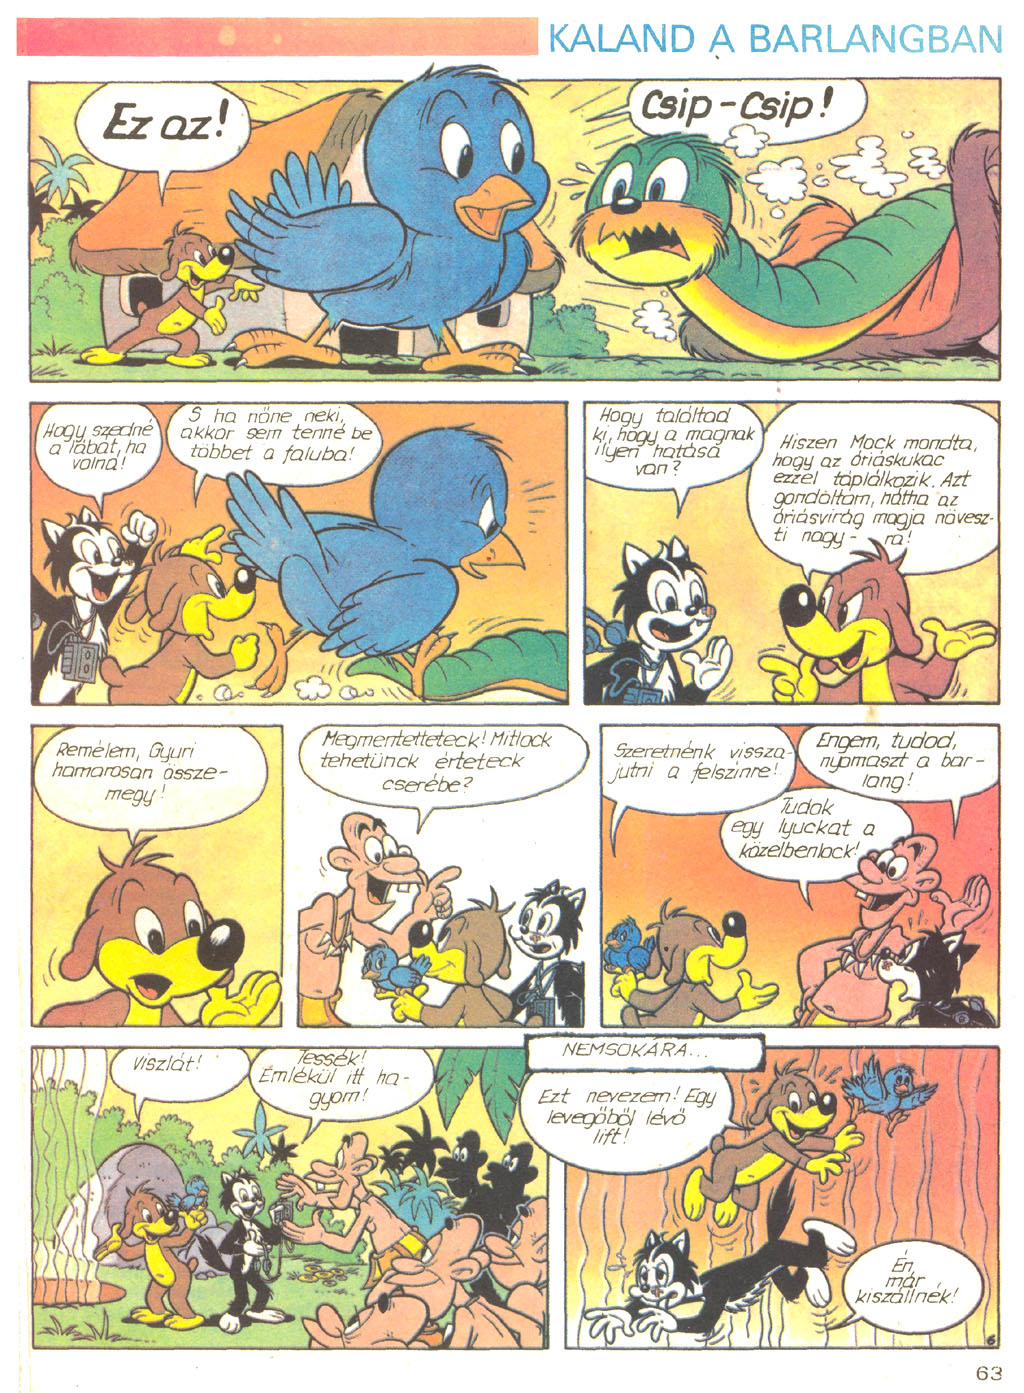 KALAND A BARLANGBAN
Ez az!
Csip-Csip!
Hogy szedné
a lábát, ha
volna!
S ha nőne neki,
akkor sem tenné be
többet a faluba!
Hogy találtad
ki, hogy a magnak
ilyen hatása
van?
Hiszen Mock mondta,
hogy az óriáskukac
ezzel táplálkozik. Azt
gondoltam, hátha az
óriásvirág magja növesz-
ti nagy-ra!
Remélem, Gyuri
hamarosan össze-
megy!
Megmentetteteck! Mitlock
tehetünck érteteck
cserébe?
Szeretnénk vissza-
jutni a felszínre!
Engem, tudod,
nyomaszt a bar-
lang!
Tudok
egy lyuckat a
közelbenlock!
Viszlát!
Tessék!
Emlékül itt ha-
gyom!
NEMSOKÁRA...
Ezt nevezem! Egy
levegőből lévő
lift!
Én,
már
kiszállnék!
6
63